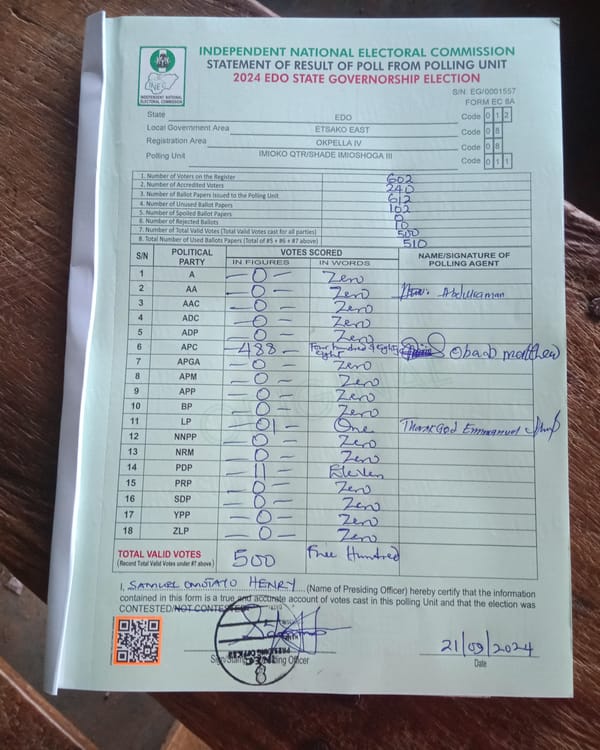 INDEPENDENT NATIONAL ELECTORAL COMMISSION
STATEMENT OF RESULT OF POLL FROM POLLING UNIT
2024 EDO STATE GOVERNORSHIP ELECTION
INEC
INDEPENDENT NATIONAL
ELECTORAL COMMISSION
S/N EG/0001557
FORM EC 8A
State EDO Code 0 1 2
Local Government Area ETSAKO EAST Code 0 8
Registration Area OKPELLA IV Code 0 8
Polling Unit IMIOKO QTR/SHADE IMIOSHOGA III Code 0 1 1
1. Number of Voters on the Register 602
2. Number of Accredited Voters 240
3. Number of Ballot Papers Issued to the Polling Unit 612
4. Number of Unused Ballot Papers 102
5. Number of Spoiled Ballot Papers 0
6. Number of Rejected Ballots 10
7. Number of Total Valid Votes (Total Valid Votes cast for all parties) 500
8. Total Number of Used Ballots Papers (Total of #5 + #6 + #7 above) 510
S/N POLITICAL PARTY VOTES SCORED NAME/SIGNATURE OF POLLING AGENT
IN FIGURES IN WORDS
1 A - 0 - Zero
2 AA - 0 - Zero
3 AAC - 0 - Zero
4 ADC - 0 - Zero
5 ADP - 0 - Zero
6 APC - 488 - Four hundred & eighty eight
7 APGA - 0 - Zero
8 APM - 0 - Zero
9 APP - 0 - Zero
10 BP - 0 - Zero
11 LP - 01 - One ThankGod Emmanuel
12 NNPP - 0 - Zero
13 NRM - 0 - Zero
14 PDP - 11 - Eleven
15 PRP - 0 - Zero
16 SDP - 0 - Zero
17 YPP - 0 - Zero
18 ZLP - 0 - Zero
TOTAL VALID VOTES 500 Five Hundred
(Record Total Valid Votes under #7 above)
I, SAMUEL OMOTAYO HENRY (Name of Presiding Officer) hereby certify that the information
contained in this form is a true and accurate account of votes cast in this polling Unit and that the election was
CONTESTED/NOT CONTESTED
21/09/2024
Date